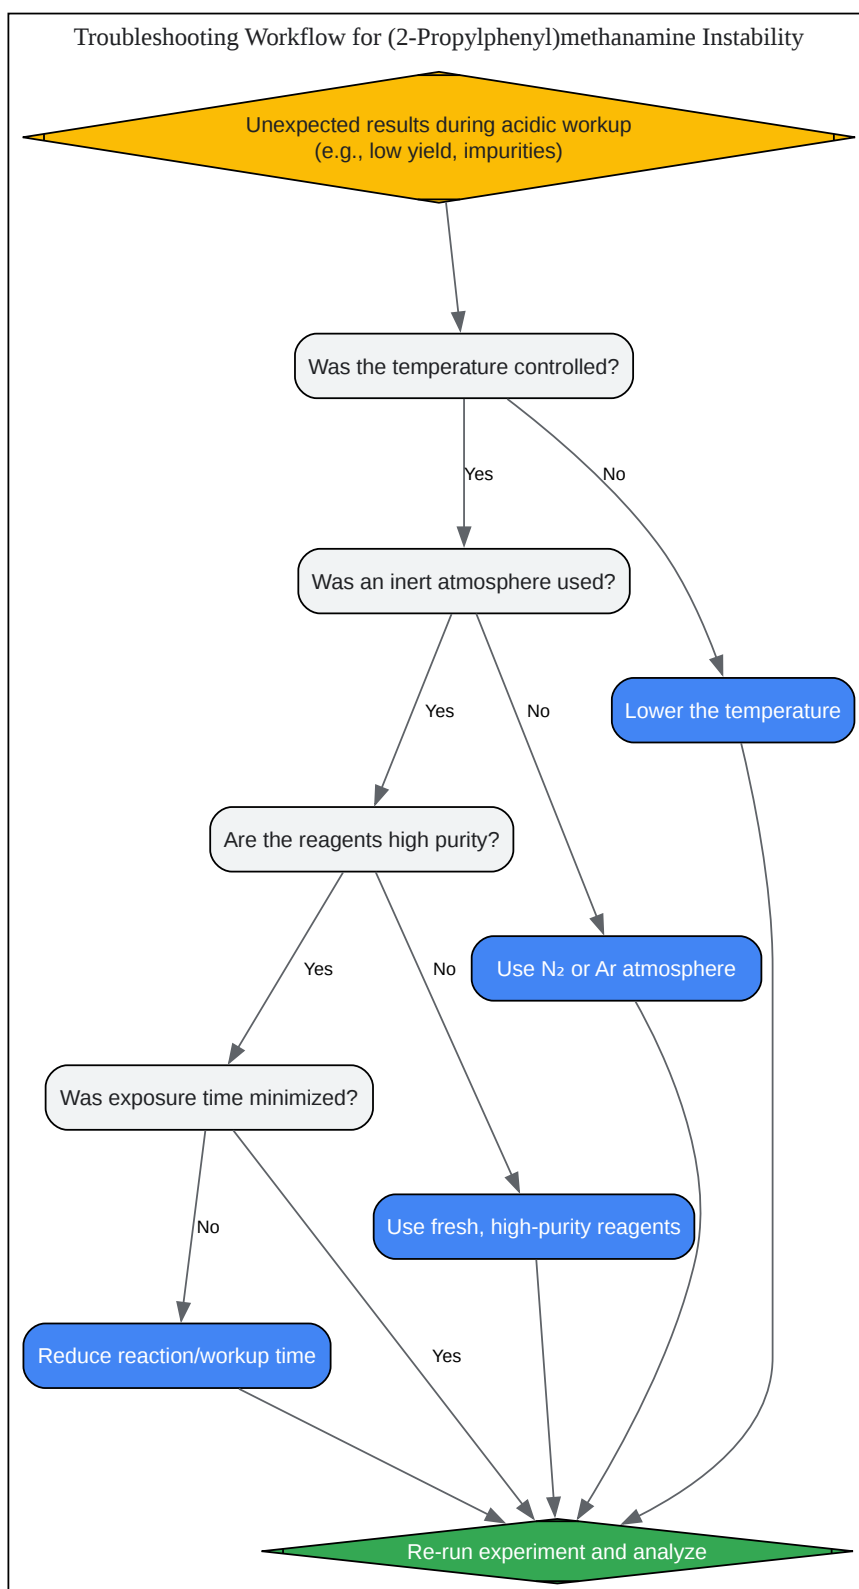 Troubleshooting Workflow for (2-Propylphenyl)methanamine Instability
Unexpected results during acidic workup
(e.g., low yield, impurities)
Was the temperature controlled?
Yes
No
Was an inert atmosphere used?
Lower the temperature
Yes
No
Are the reagents high purity?
Use N₂ or Ar atmosphere
Yes
No
Was exposure time minimized?
Use fresh, high-purity reagents
No
Reduce reaction/workup time
Yes
Re-run experiment and analyze